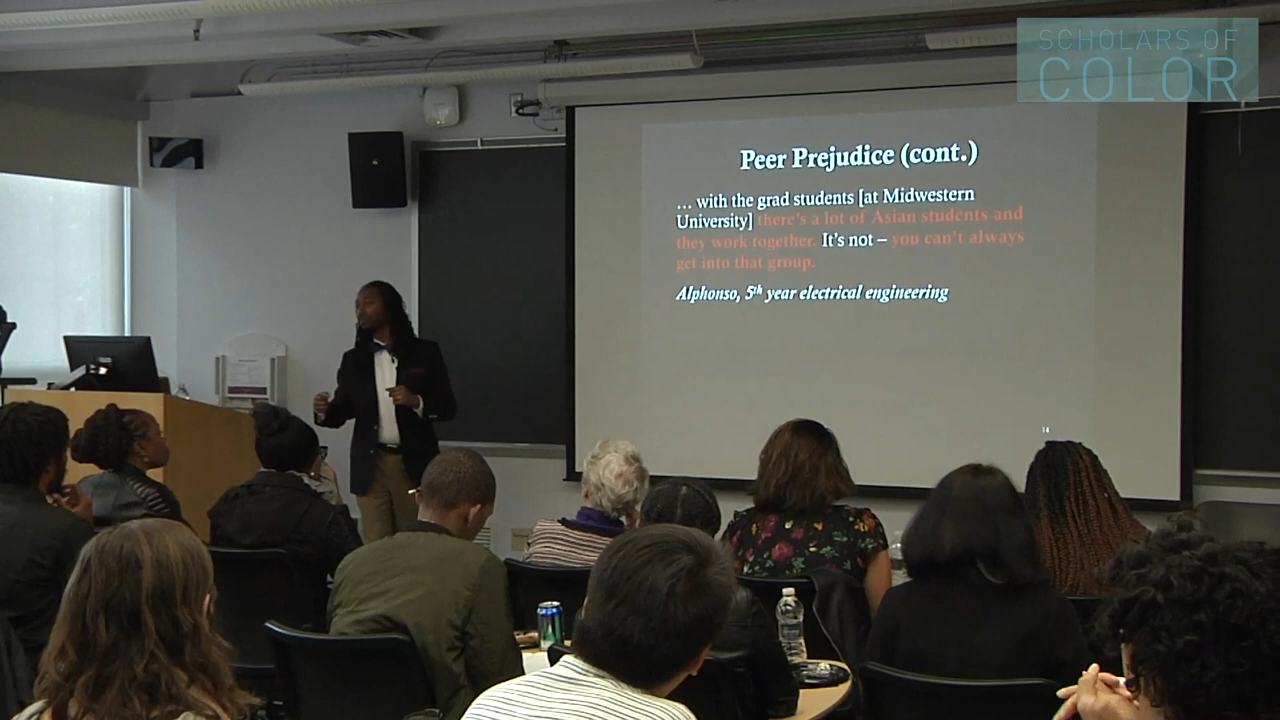 SCHOLARS OF
COLOR
Peer Prejudice (cont.)
… with the grad students [at Midwestern
University] there's a lot of Asian students and
they work together. It's not – you can't always
get into that group.
Alphonso, 5th year electrical engineering
14